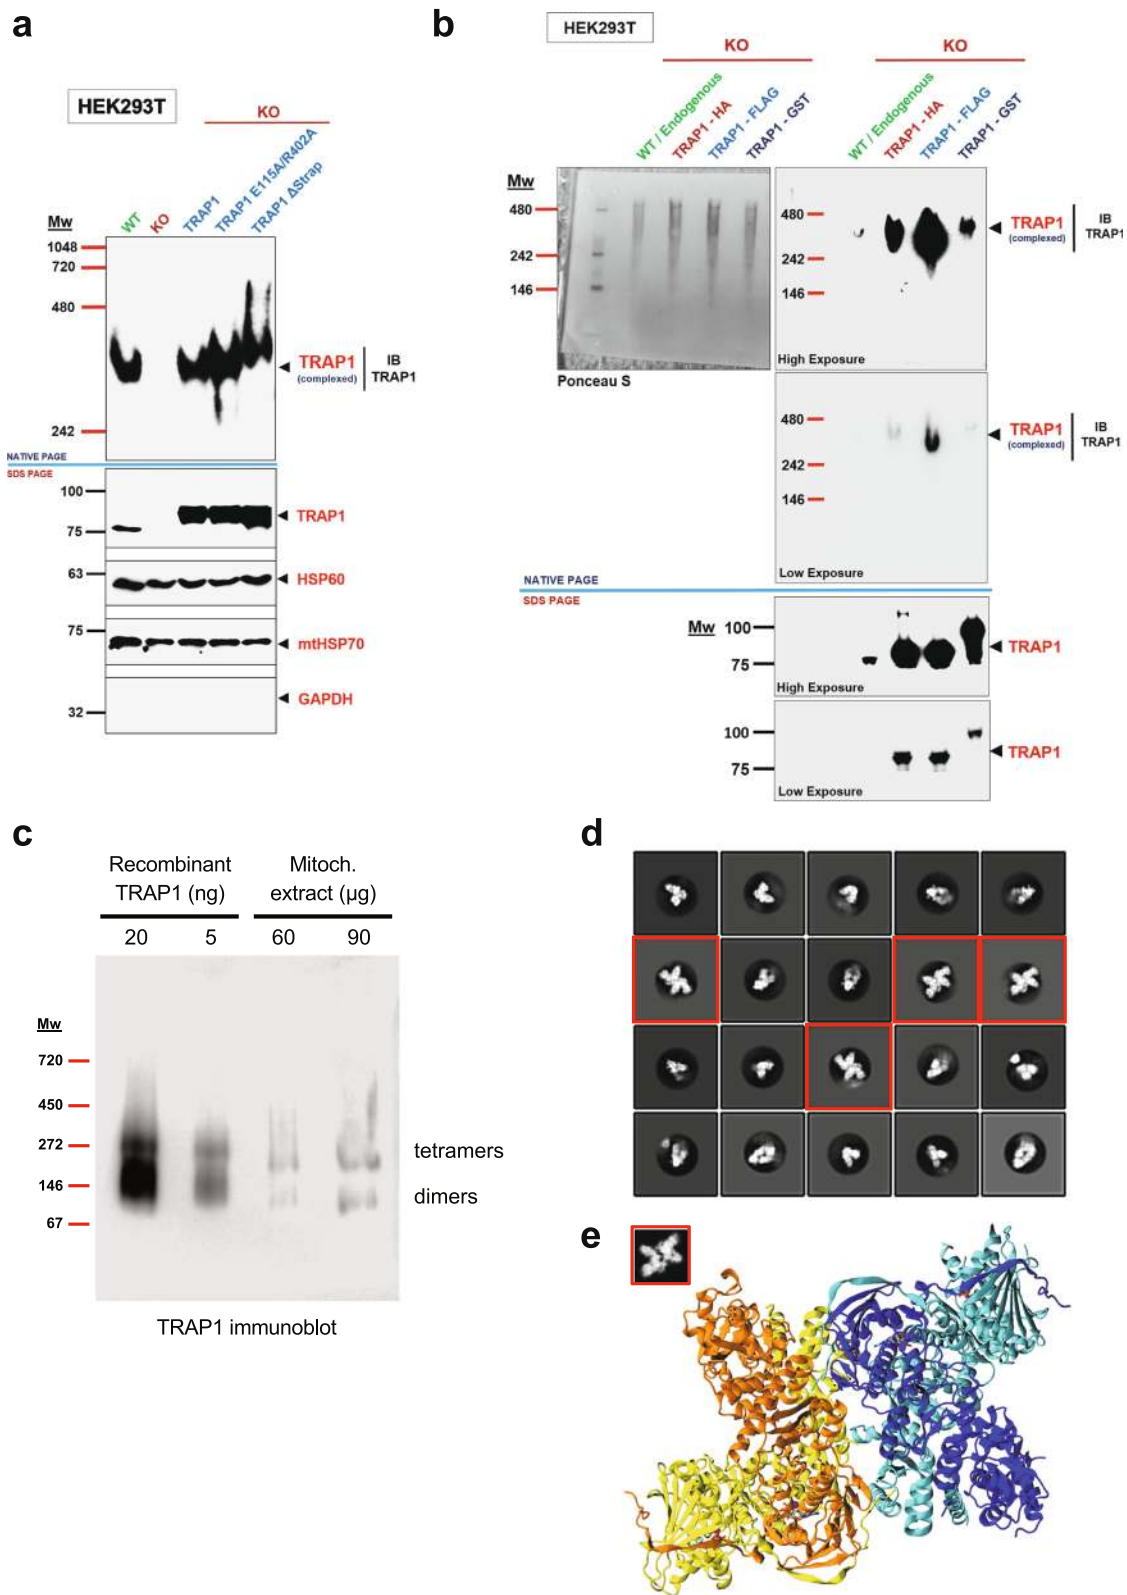 a
HEK293T
KO
WT
KO
TRAP1
TRAP1 E115A/R402A
TRAP1 ΔStrap
Mw
1048
720
480
242
TRAP1
(complexed)
IB
TRAP1
NATIVE PAGE
SDS PAGE
100
75
TRAP1
63
HSP60
75
mtHSP70
GAPDH
32
b
HEK293T
KO
KO
WT / Endogenous
TRAP1 - HA
TRAP1 - FLAG
TRAP1 - GST
WT / Endogenous
TRAP1 - HA
TRAP1 - FLAG
TRAP1 - GST
Mw
480
242
146
Ponceau S
480
242
146
High Exposure
TRAP1
(complexed)
IB
TRAP1
480
242
146
Low Exposure
TRAP1
(complexed)
IB
TRAP1
NATIVE PAGE
SDS PAGE
Mw
100
75
High Exposure
TRAP1
100
75
Low Exposure
TRAP1
c
Recombinant
TRAP1 (ng)
Mitoch.
extract (μg)
20
5
60
90
Mw
720
450
272
146
67
tetramers
dimers
TRAP1 immunoblot
d
e